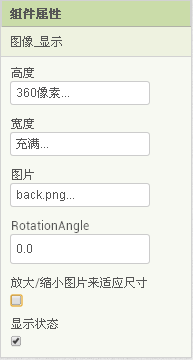 组件属性
图像_显示
高度
360像素...
宽度
充满...
图片
back.png...
RotationAngle
0.0
放大/缩小图片来适应尺寸
显示状态